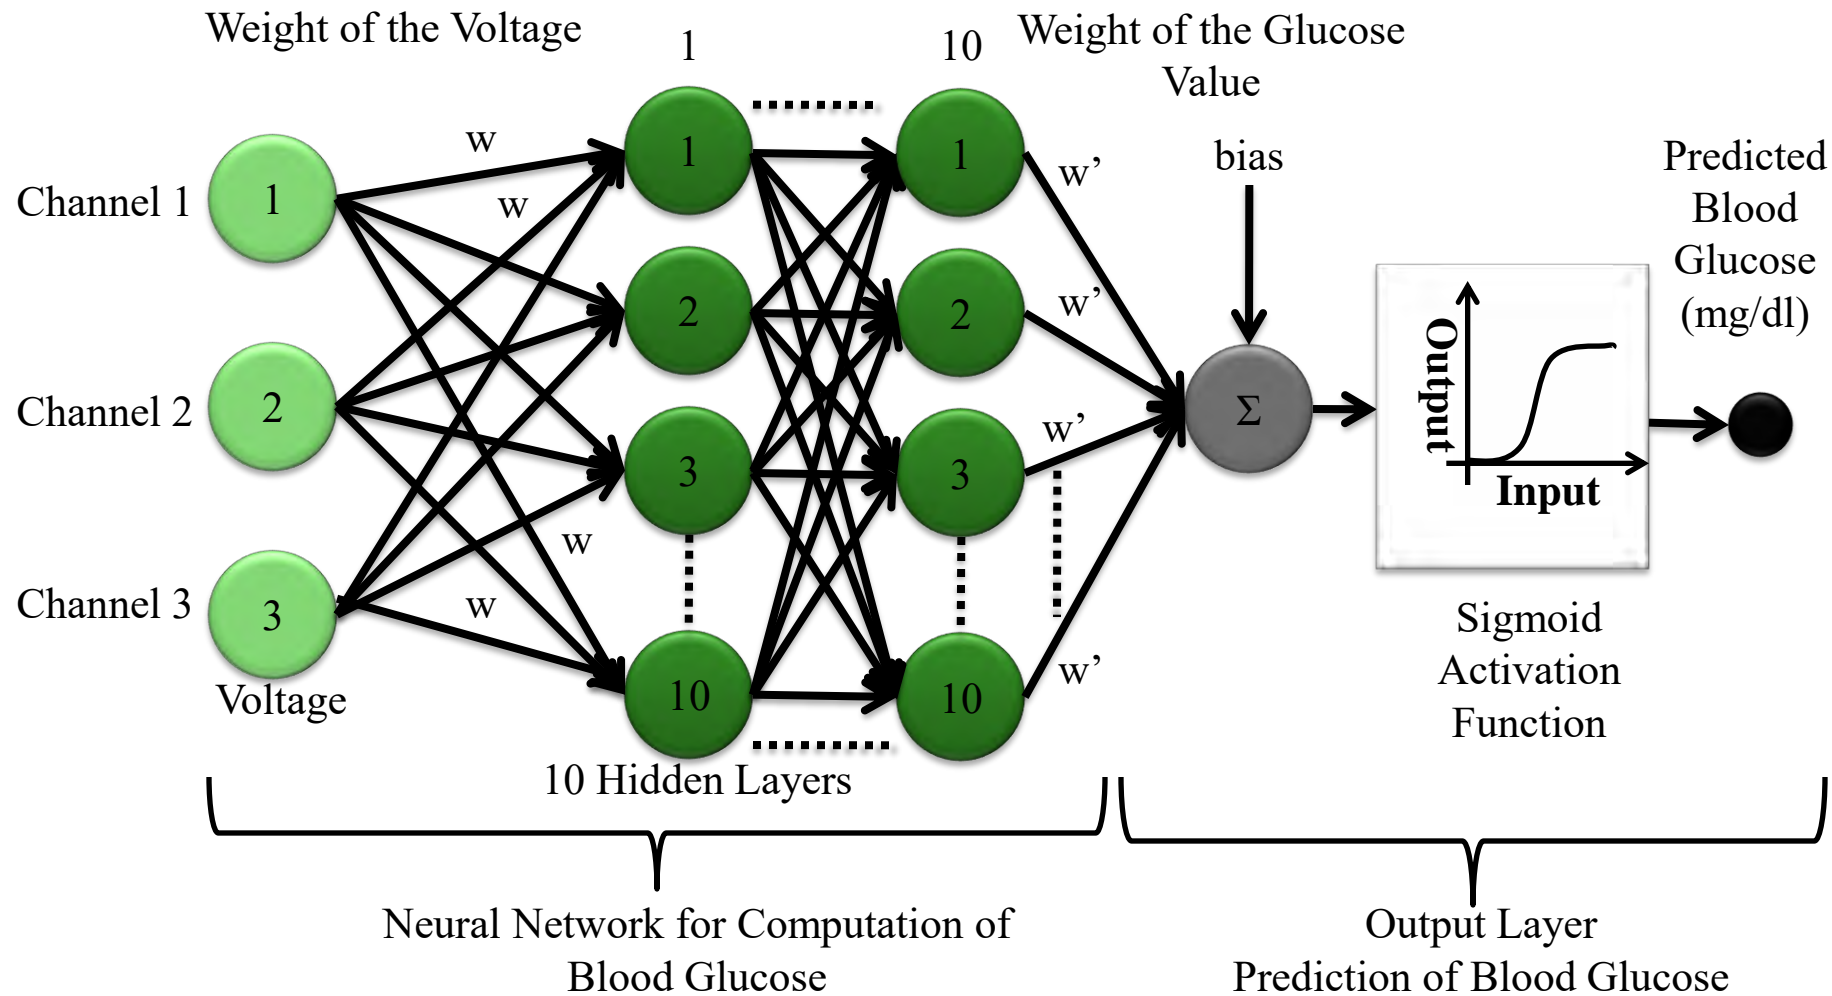 Weight of the Voltage
1
10
Weight of the Glucose
Value
w
w
w
w
Channel 1
Channel 2
Channel 3
1
2
3
Voltage
1
2
3
10
1
2
3
10
10 Hidden Layers
w’
w’
w’
w’
bias
Σ
Output
Input
Sigmoid
Activation
Function
Predicted
Blood
Glucose
(mg/dl)
Neural Network for Computation of
Blood Glucose
Output Layer
Prediction of Blood Glucose